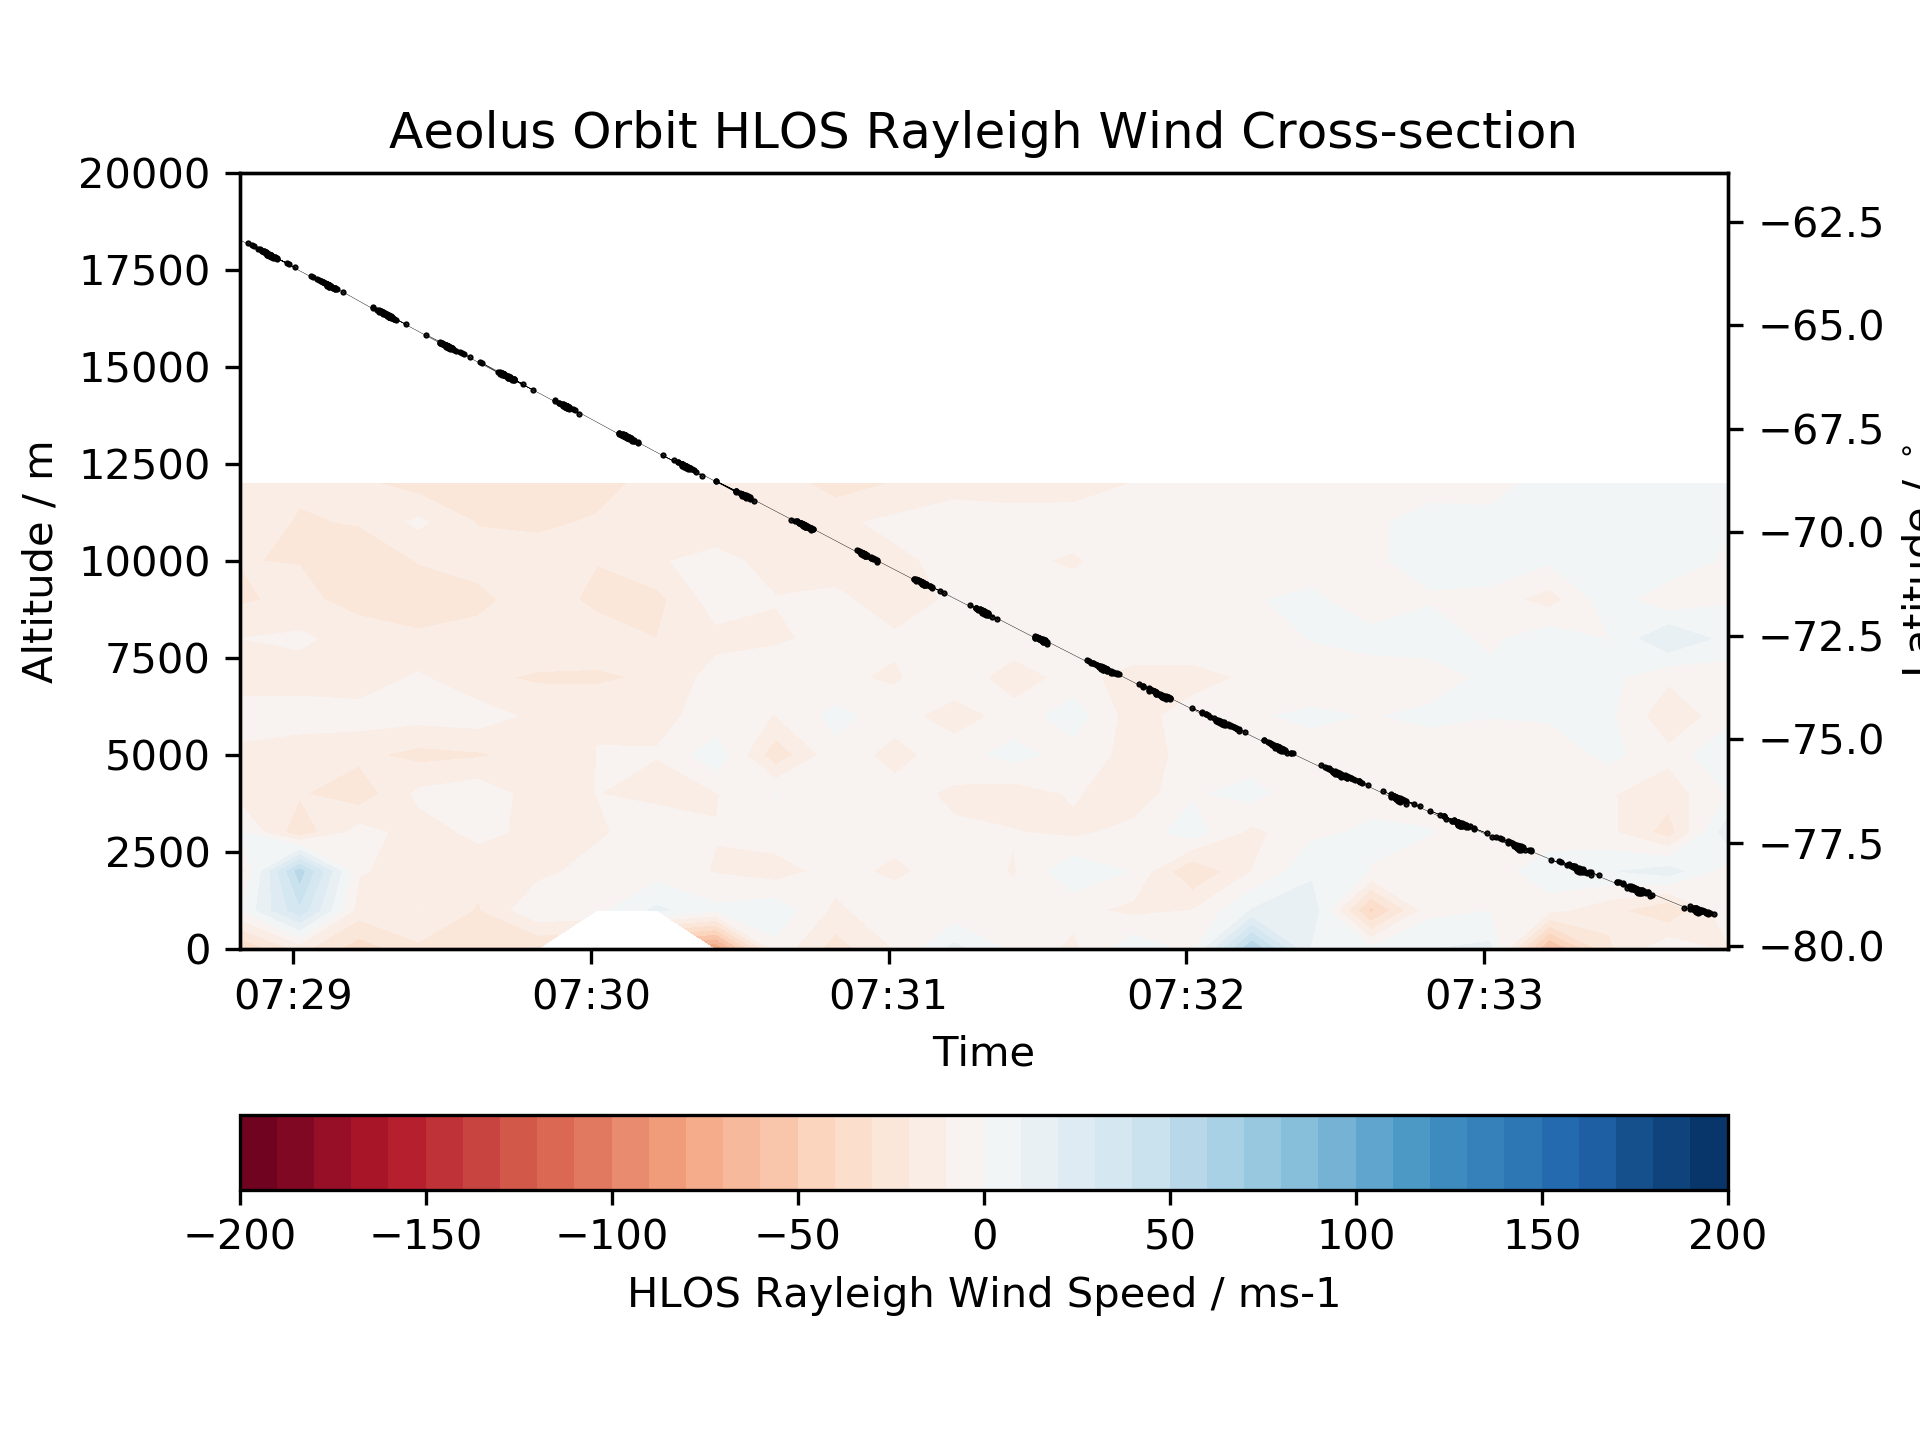 Aeolus Orbit HLOS Rayleigh Wind Cross-section
20000
17500
15000
12500
10000
7500
5000
2500
0
Altitude / m
−62.5
−65.0
−67.5
−70.0
−72.5
−75.0
−77.5
−80.0
Latitude / °
07:29 07:30 07:31 07:32 07:33
Time
−200 −150 −100 −50 0 50 100 150 200
HLOS Rayleigh Wind Speed / ms-1